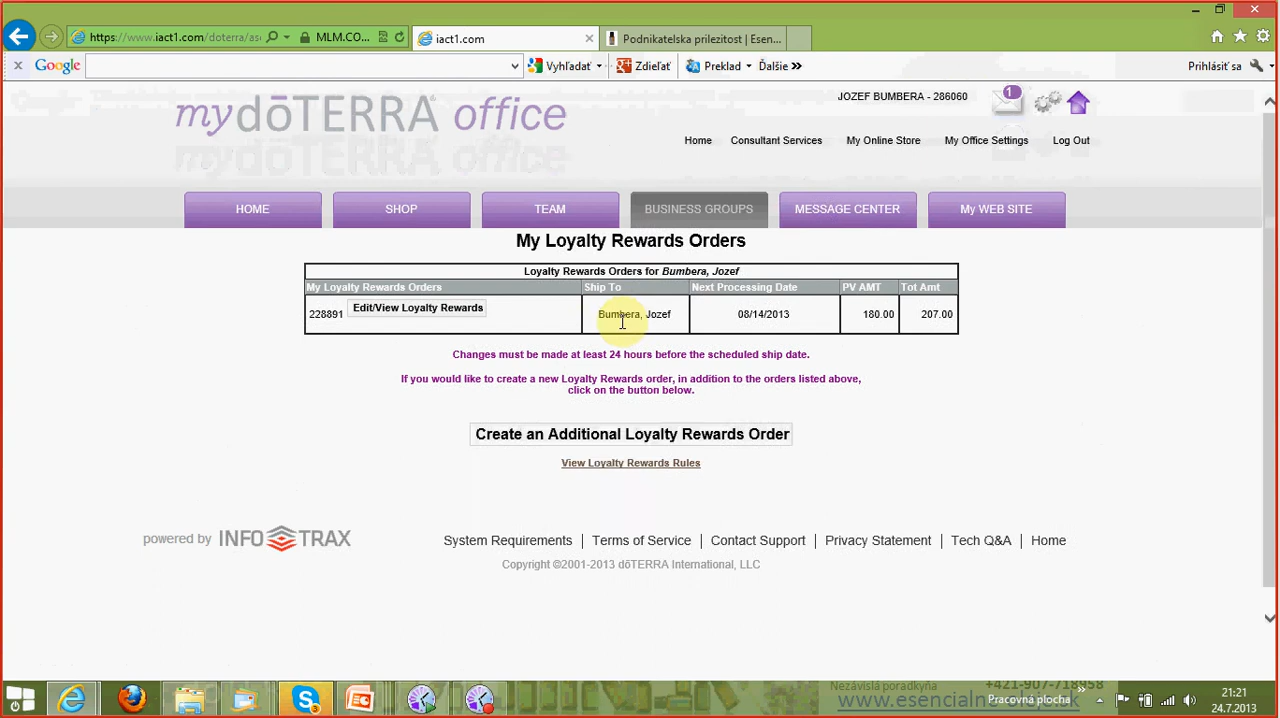 https://www.iact1.com/doterra/as
MLM.CO...
iact1.com
Podnikatelska prilezitost | Esen...
Google
Vyhľadať
Zdieľať
Preklad
Ďalšie
Prihlásiť sa
my dōTERRA office
JOZEF BUMBERA - 286060
1
Home
Consultant Services
My Online Store
My Office Settings
Log Out
HOME
SHOP
TEAM
BUSINESS GROUPS
MESSAGE CENTER
My WEB SITE
My Loyalty Rewards Orders
Loyalty Rewards Orders for Bumbera, Jozef
My Loyalty Rewards Orders Ship To Next Processing Date PV AMT Tot Amt
228891 Edit/View Loyalty Rewards Bumbera, Jozef 08/14/2013 180.00 207.00
Changes must be made at least 24 hours before the scheduled ship date.
If you would like to create a new Loyalty Rewards order, in addition to the orders listed above,
click on the button below.
Create an Additional Loyalty Rewards Order
View Loyalty Rewards Rules
powered by INFOTRAX
System Requirements | Terms of Service | Contact Support | Privacy Statement | Tech Q&A | Home
Copyright ©2001-2013 dōTERRA International, LLC
Nezávislá poradkyňa
+421-907-718958
Pracovná plocha
21:21
24.7.2013